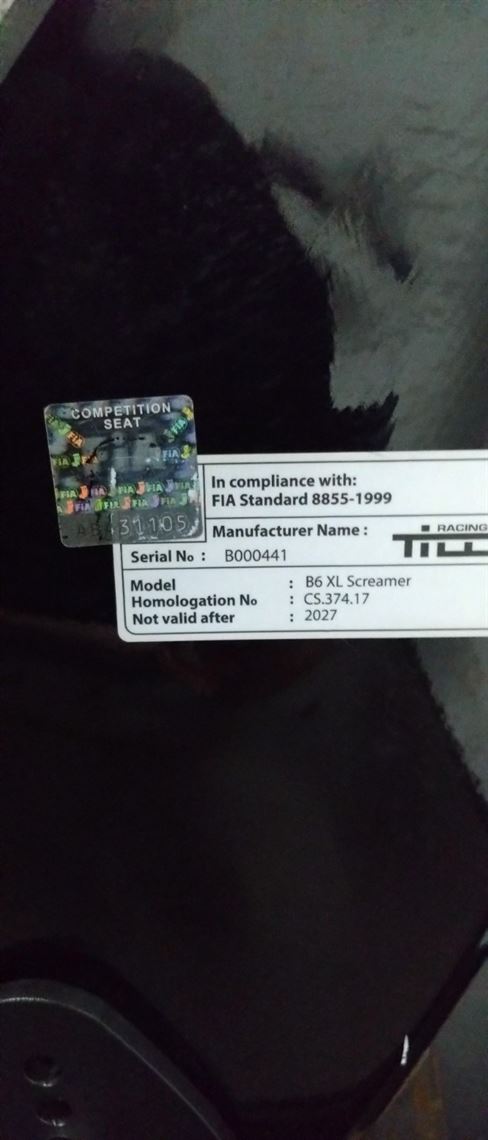 COMPETITION
SEAT
FIA
In compliance with:
FIA Standard 8855-1999
Manufacturer Name :
RACING
Serial No : B000441
Model : B6 XL Screamer
Homologation No : CS.374.17
Not valid after : 2027